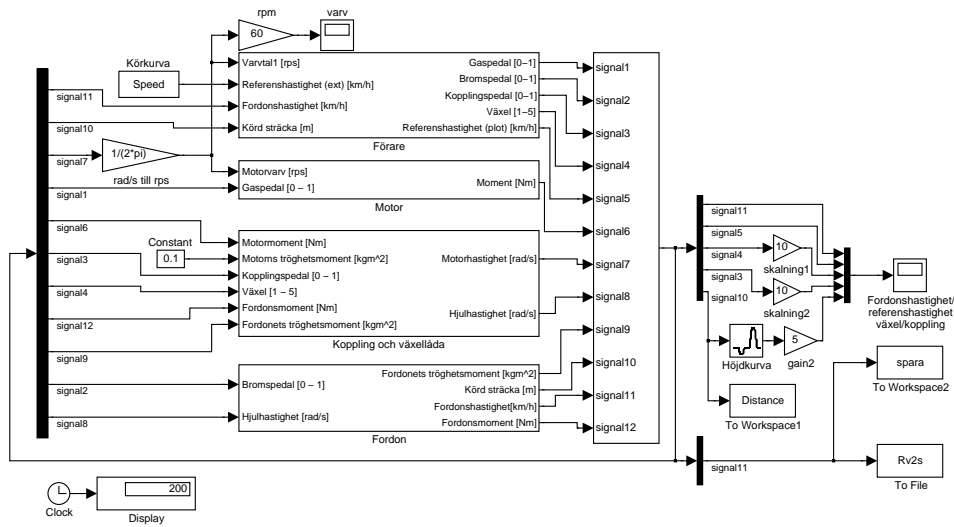 rpm
60
varv
Körkurva
Speed
signal11
signal10
signal7
1/(2*pi)
rad/s till rps
signal1
signal6
signal3
signal4
signal12
signal9
signal2
signal8
Varvtal1 [rps]
Referenshastighet (ext) [km/h]
Fordonshastighet [km/h]
Körd sträcka [m]
Gaspedal [0−1]
Bromspedal [0−1]
Kopplingspedal [0−1]
Växel [1−5]
Referenshastighet (plot) [km/h]
Förare
Motorvarv [rps]
Gaspedal [0 − 1]
Moment [Nm]
Motor
Constant
0.1
Motormoment [Nm]
Motorns tröghetsmoment [kgm^2]
Kopplingspedal [0 − 1]
Växel [1 − 5]
Fordonsmoment [Nm]
Fordonets tröghetsmoment [kgm^2]
Motorhastighet [rad/s]
Hjulhastighet [rad/s]
Koppling och växellåda
Bromspedal [0 − 1]
Hjulhastighet [rad/s]
Fordonets tröghetsmoment [kgm^2]
Körd sträcka [m]
Fordonshastighet[km/h]
Fordonsmoment [Nm]
Fordon
signal1
signal2
signal3
signal4
signal5
signal6
signal7
signal8
signal9
signal10
signal11
signal12
signal11
signal5
signal4
signal3
signal10
10
skalning1
10
skalning2
Höjdkurva
5
gain2
Fordonshastighet/
referenshastighet
växel/koppling
Distance
To Workspace1
spara
To Workspace2
signal11
Rv2s
To File
Clock
200
Display